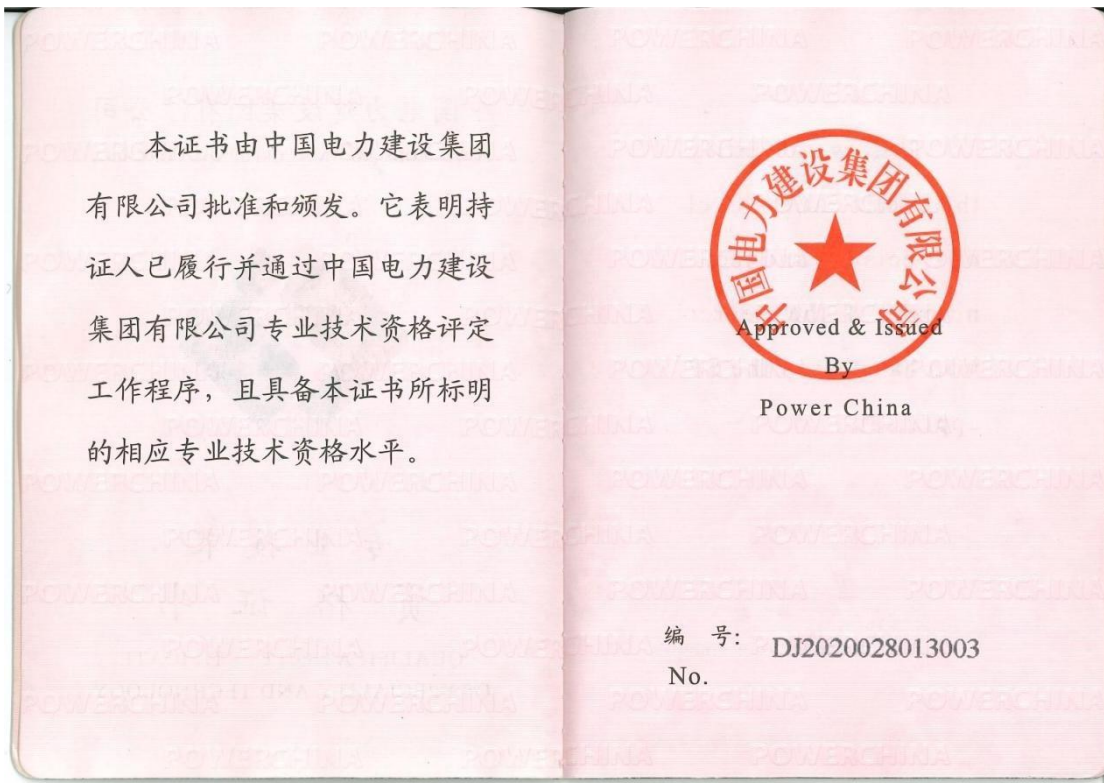 本证书由中国电力建设集团
有限公司批准和颁发。它表明持
证人已履行并通过中国电力建设
集团有限公司专业技术资格评定
工作程序，且具备本证书所标明
的相应专业技术资格水平。
中国电力建设集团有限公司
Approved & Issued
By
Power China
编 号: DJ2020028013003
No.